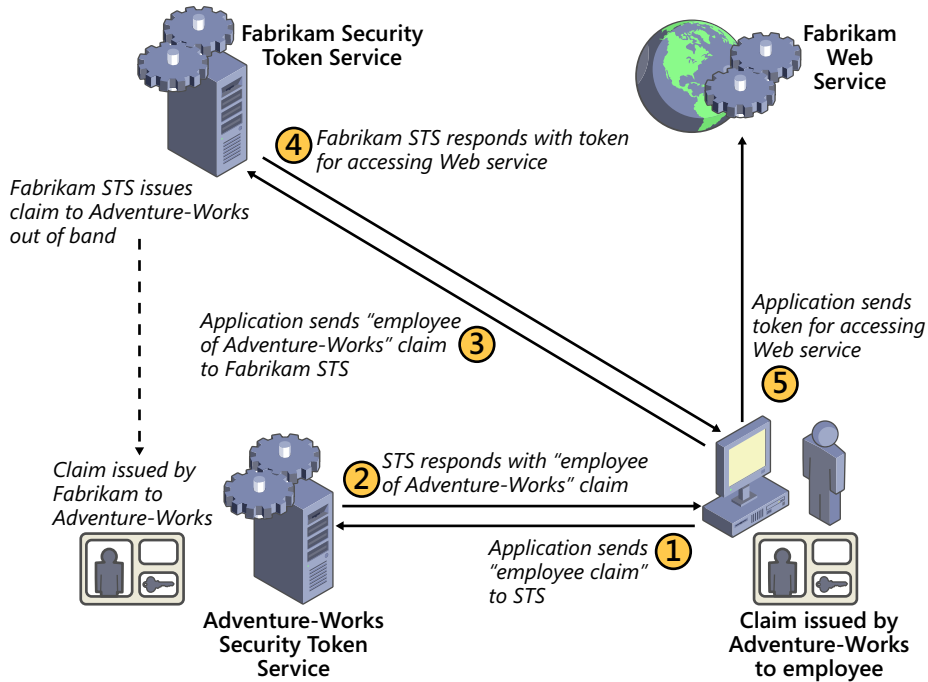 Fabrikam Security
Token Service
Fabrikam
Web
Service
4
Fabrikam STS responds with token
for accessing Web service
Fabrikam STS issues
claim to Adventure-Works
out of band
Application sends “employee
of Adventure-Works” claim
to Fabrikam STS
3
Application sends
token for accessing
Web service
5
Claim issued by
Fabrikam to
Adventure-Works
2
STS responds with “employee
of Adventure-Works” claim
Application sends
“employee claim”
to STS
1
Adventure-Works
Security Token
Service
Claim issued by
Adventure-Works
to employee